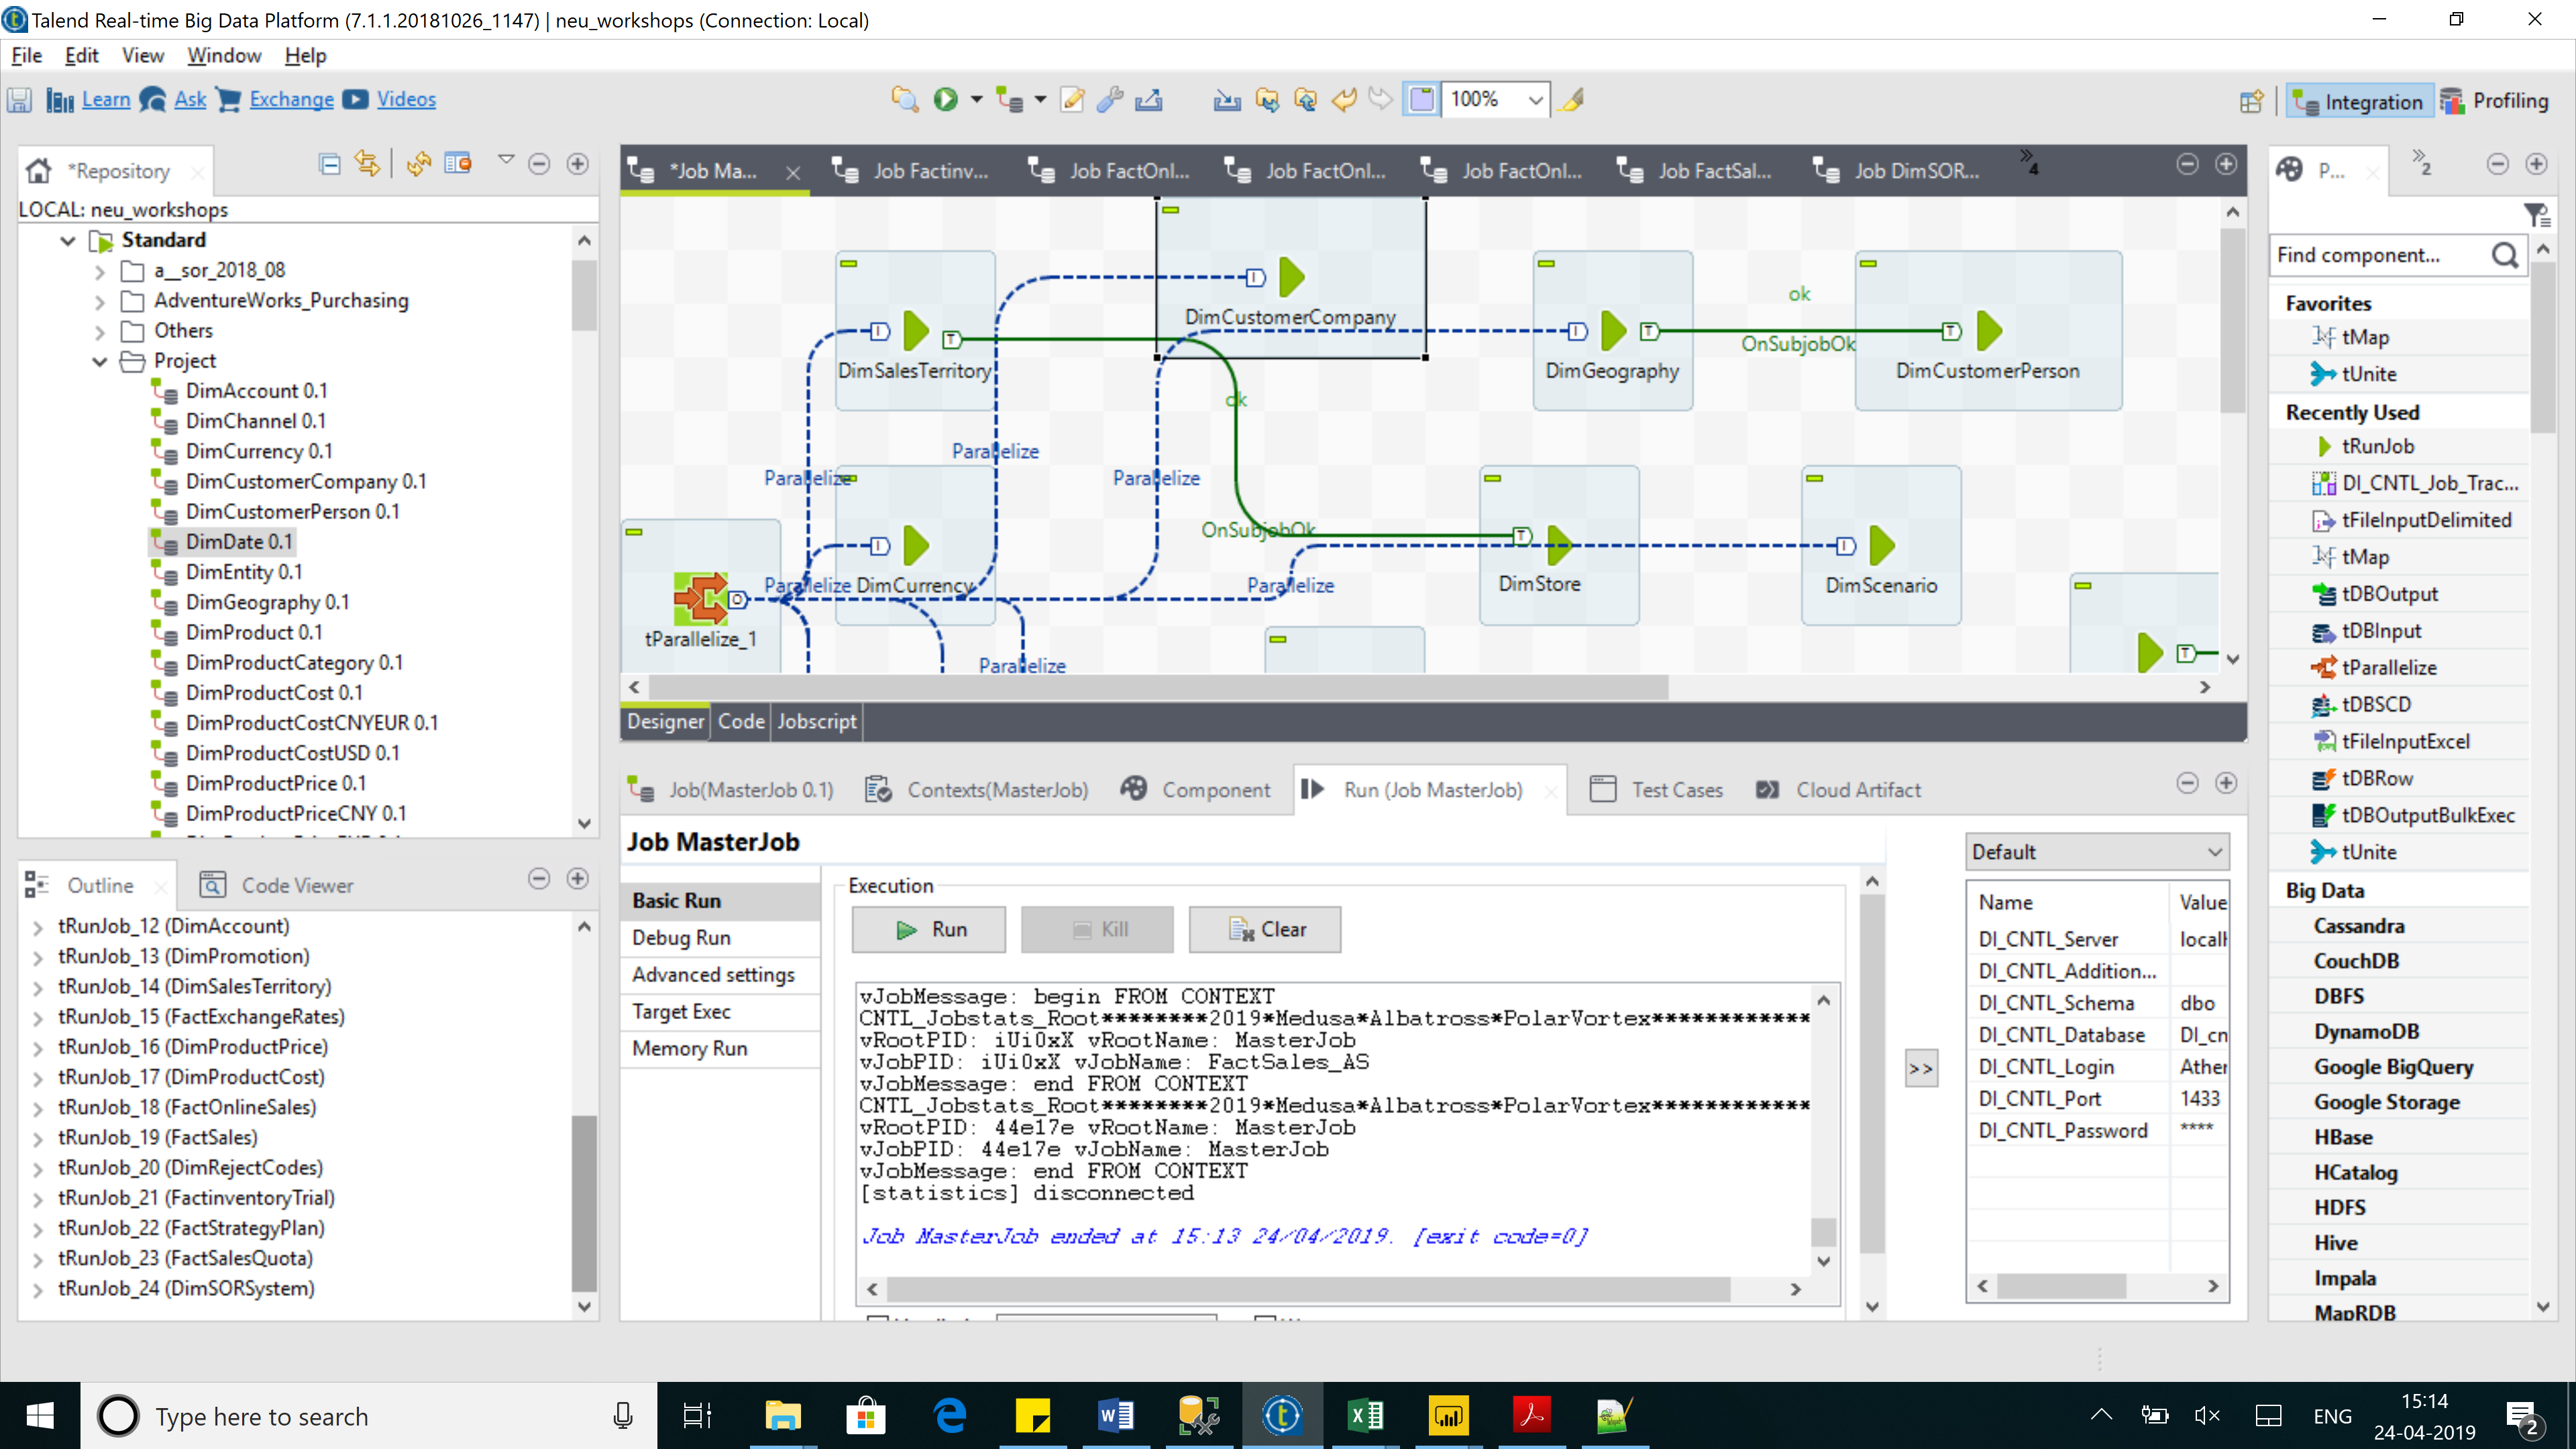 Talend Real-time Big Data Platform (7.1.1.20181026_1147) | neu_workshops (Connection: Local)
File Edit View Window Help
Learn Ask Exchange Videos
100%
Integration Profiling
*Repository
LOCAL: neu_workshops
Standard
a__sor_2018_08
AdventureWorks_Purchasing
Others
Project
DimAccount 0.1
DimChannel 0.1
DimCurrency 0.1
DimCustomerCompany 0.1
DimCustomerPerson 0.1
DimDate 0.1
DimEntity 0.1
DimGeography 0.1
DimProduct 0.1
DimProductCategory 0.1
DimProductCost 0.1
DimProductCostCNYEUR 0.1
DimProductCostUSD 0.1
DimProductPrice 0.1
DimProductPriceCNY 0.1
Outline Code Viewer
tRunJob_12 (DimAccount)
tRunJob_13 (DimPromotion)
tRunJob_14 (DimSalesTerritory)
tRunJob_15 (FactExchangeRates)
tRunJob_16 (DimProductPrice)
tRunJob_17 (DimProductCost)
tRunJob_18 (FactOnlineSales)
tRunJob_19 (FactSales)
tRunJob_20 (DimRejectCodes)
tRunJob_21 (FactinventoryTrial)
tRunJob_22 (FactStrategyPlan)
tRunJob_23 (FactSalesQuota)
tRunJob_24 (DimSORSystem)
*Job Ma... Job Factinv... Job FactOnl... Job FactOnl... Job FactOnl... Job FactSal... Job DimSOR... 4
DimCustomerCompany
ok
OnSubjobOk
DimSalesTerritory
DimGeography
DimCustomerPerson
ok
Parallelize
Parallelize
Parallelize
OnSubjobOk
Parallelize
DimCurrency
Parallelize
DimStore
DimScenario
tParallelize_1
Parallelize
Designer Code Jobscript
Job(MasterJob 0.1) Contexts(MasterJob) Component Run (Job MasterJob) Test Cases Cloud Artifact
Job MasterJob
Basic Run
Debug Run
Advanced settings
Target Exec
Memory Run
Execution
Run Kill Clear
vJobMessage: begin FROM CONTEXT
CNTL_Jobstats_Root********2019*Medusa*Albatross*PolarVortex************
vRootPID: iUi0xX vRootName: MasterJob
vJobPID: iUi0xX vJobName: FactSales_AS
vJobMessage: end FROM CONTEXT
CNTL_Jobstats_Root********2019*Medusa*Albatross*PolarVortex************
vRootPID: 44e17e vRootName: MasterJob
vJobPID: 44e17e vJobName: MasterJob
vJobMessage: end FROM CONTEXT
[statistics] disconnected
Job MasterJob ended at 15:13 24/04/2019. [exit code=0]
>>
Default
Name Value
DI_CNTL_Server localh
DI_CNTL_Addition...
DI_CNTL_Schema dbo
DI_CNTL_Database DI_cn
DI_CNTL_Login Ather
DI_CNTL_Port 1433
DI_CNTL_Password ****
P... 2
Find component...
Favorites
tMap
tUnite
Recently Used
tRunJob
DI_CNTL_Job_Trac...
tFileInputDelimited
tMap
tDBOutput
tDBInput
tParallelize
tDBSCD
tFileInputExcel
tDBRow
tDBOutputBulkExec
tUnite
Big Data
Cassandra
CouchDB
DBFS
DynamoDB
Google BigQuery
Google Storage
HBase
HCatalog
HDFS
Hive
Impala
MapRDB
Type here to search
ENG
15:14
24-04-2019
2